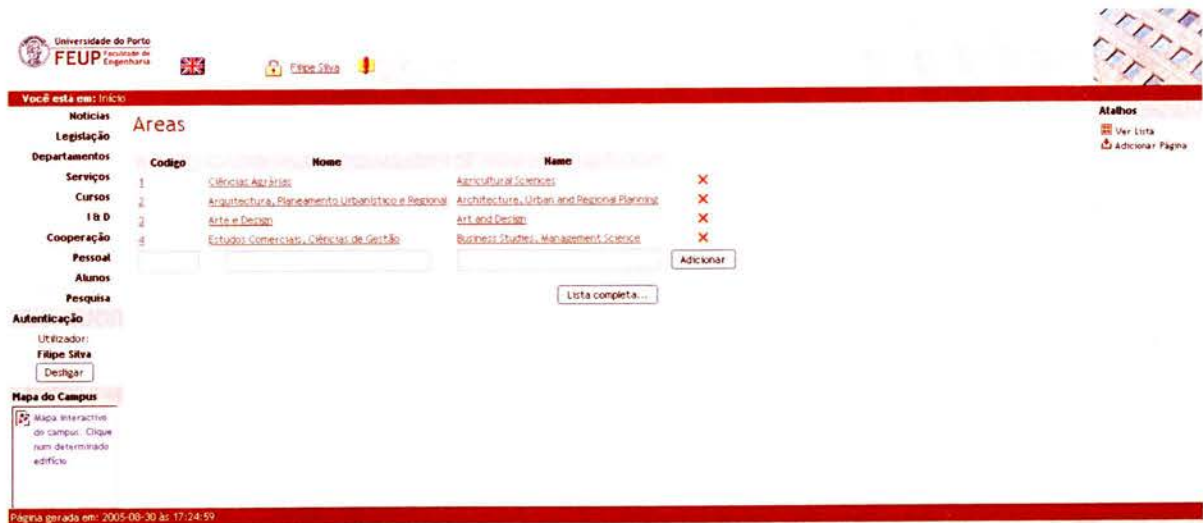 Universidade do Porto
FEUP Faculdade de Engenharia
Filipe Silva
Você está em: Início
Notícias
Legislação
Departamentos
Serviços
Cursos
I & D
Cooperação
Pessoal
Alunos
Pesquisa
Autenticação
Utilizador:
Filipe Silva
Desligar
Mapa do Campus
Mapa interactivo
do campus. Clique
num determinado
edifício
Areas
Codigo Nome Name
1 Ciências Agrárias Agricultural Sciences
2 Arquitectura, Planeamento Urbanístico e Regional Architecture, Urban and Regional Planning
3 Arte e Design Art and Design
4 Estudos Comerciais, Ciências de Gestão Business Studies, Management Science
Adicionar
Lista completa...
Atalhos
Ver Lista
Adicionar Página
Página gerada em: 2005-08-30 às 17:24:59